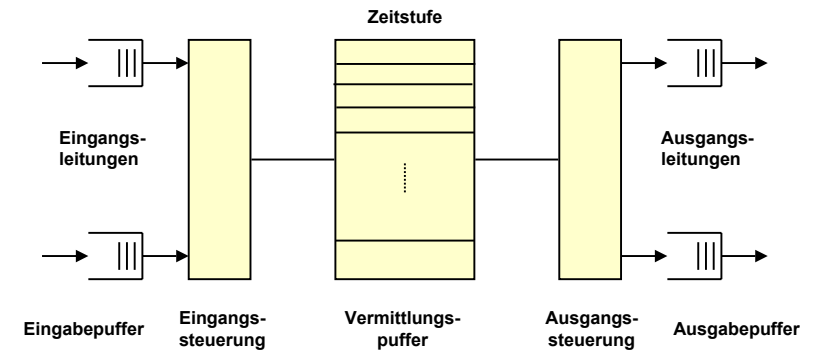 Zeitstufe
Eingangs-
leitungen
Ausgangs-
leitungen
Eingabepuffer
Eingangs-
steuerung
Vermittlungs-
puffer
Ausgangs-
steuerung
Ausgabepuffer